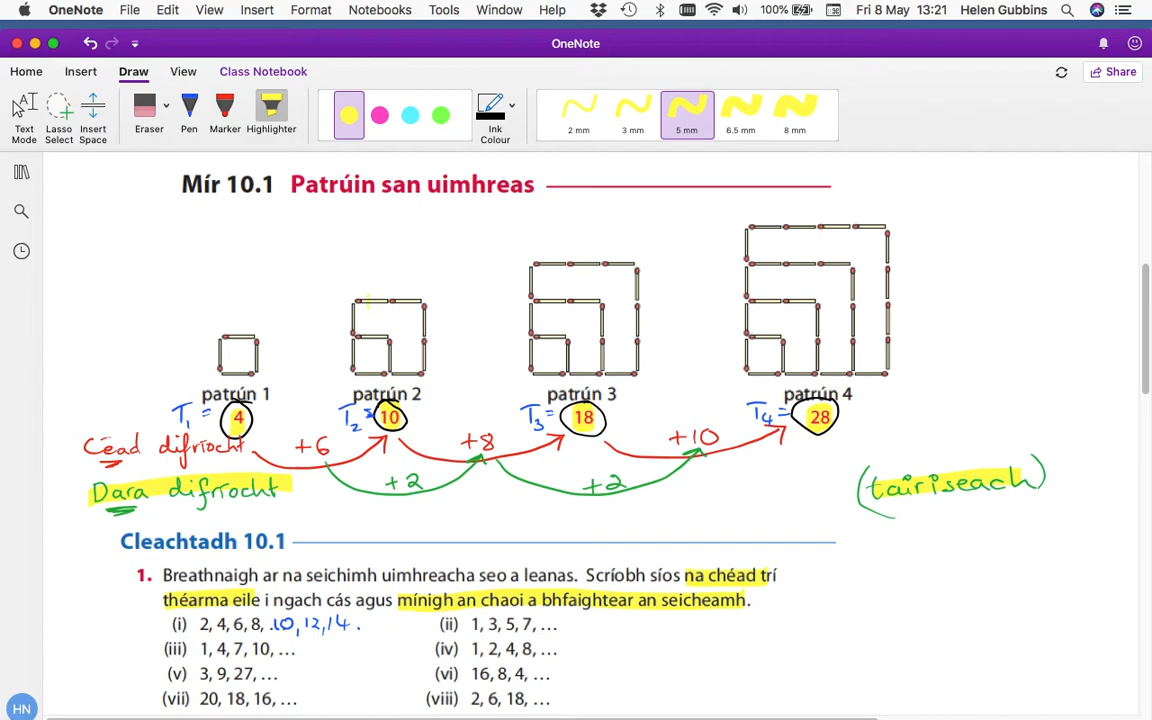 OneNote File Edit View Insert Format Notebooks Tools Window Help 100% Fri 8 May 13:21 Helen Gubbins
OneNote
Home Insert Draw View Class Notebook Share
Text Mode Lasso Select Insert Space Eraser Pen Marker Highlighter Ink Colour 2 mm 3 mm 5 mm 6.5 mm 8 mm
Mír 10.1 Patrúin san uimhreas
patrún 1 patrún 2 patrún 3 patrún 4
T1 = 4 T2 = 10 T3 = 18 T4 = 28
Céad difríocht +6 +8 +10
Dara difríocht +2 +2 (tairiseach)
Cleachtadh 10.1
1. Breathnaigh ar na seichimh uimhreacha seo a leanas. Scríobh síos na chéad trí
théarma eile i ngach cás agus mínigh an chaoi a bhfaightear an seicheamh.
(i) 2, 4, 6, 8, ..10, 12, 14 . (ii) 1, 3, 5, 7, …
(iii) 1, 4, 7, 10, … (iv) 1, 2, 4, 8, …
(v) 3, 9, 27, … (vi) 16, 8, 4, …
(vii) 20, 18, 16, … (viii) 2, 6, 18, …
HN